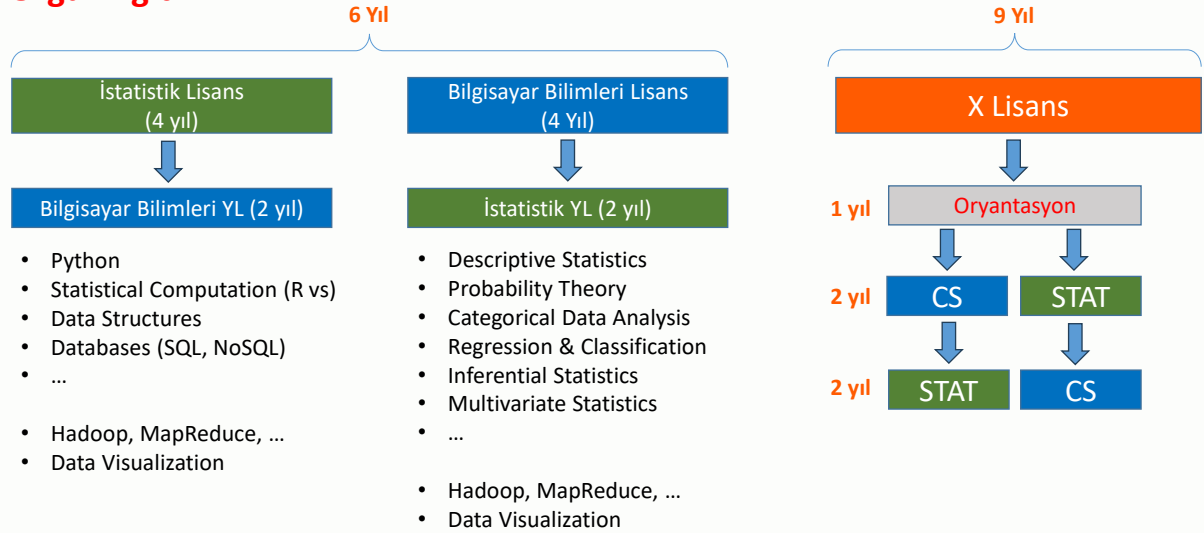 6 Yıl
İstatistik Lisans
(4 yıl)
Bilgisayar Bilimleri YL (2 yıl)
• Python
• Statistical Computation (R vs)
• Data Structures
• Databases (SQL, NoSQL)
• …
• Hadoop, MapReduce, …
• Data Visualization
Bilgisayar Bilimleri Lisans
(4 Yıl)
İstatistik YL (2 yıl)
• Descriptive Statistics
• Probability Theory
• Categorical Data Analysis
• Regression & Classification
• Inferential Statistics
• Multivariate Statistics
• …
• Hadoop, MapReduce, …
• Data Visualization
9 Yıl
X Lisans
1 yıl
Oryantasyon
2 yıl
CS
STAT
2 yıl
STAT
CS